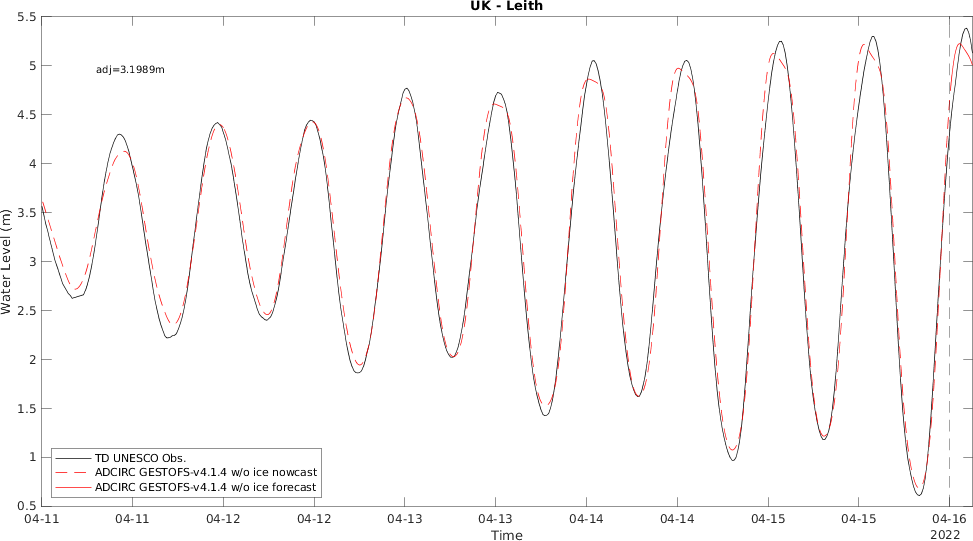 UK - Leith
5.5
5
4.5
4
3.5
3
2.5
2
1.5
1
0.5
Water Level (m)
adj=3.1989m
TD UNESCO Obs.
ADCIRC GESTOFS-v4.1.4 w/o ice nowcast
ADCIRC GESTOFS-v4.1.4 w/o ice forecast
04-11 04-11 04-12 04-12 04-13 04-13 04-14 04-14 04-15 04-15 04-16
Time 2022